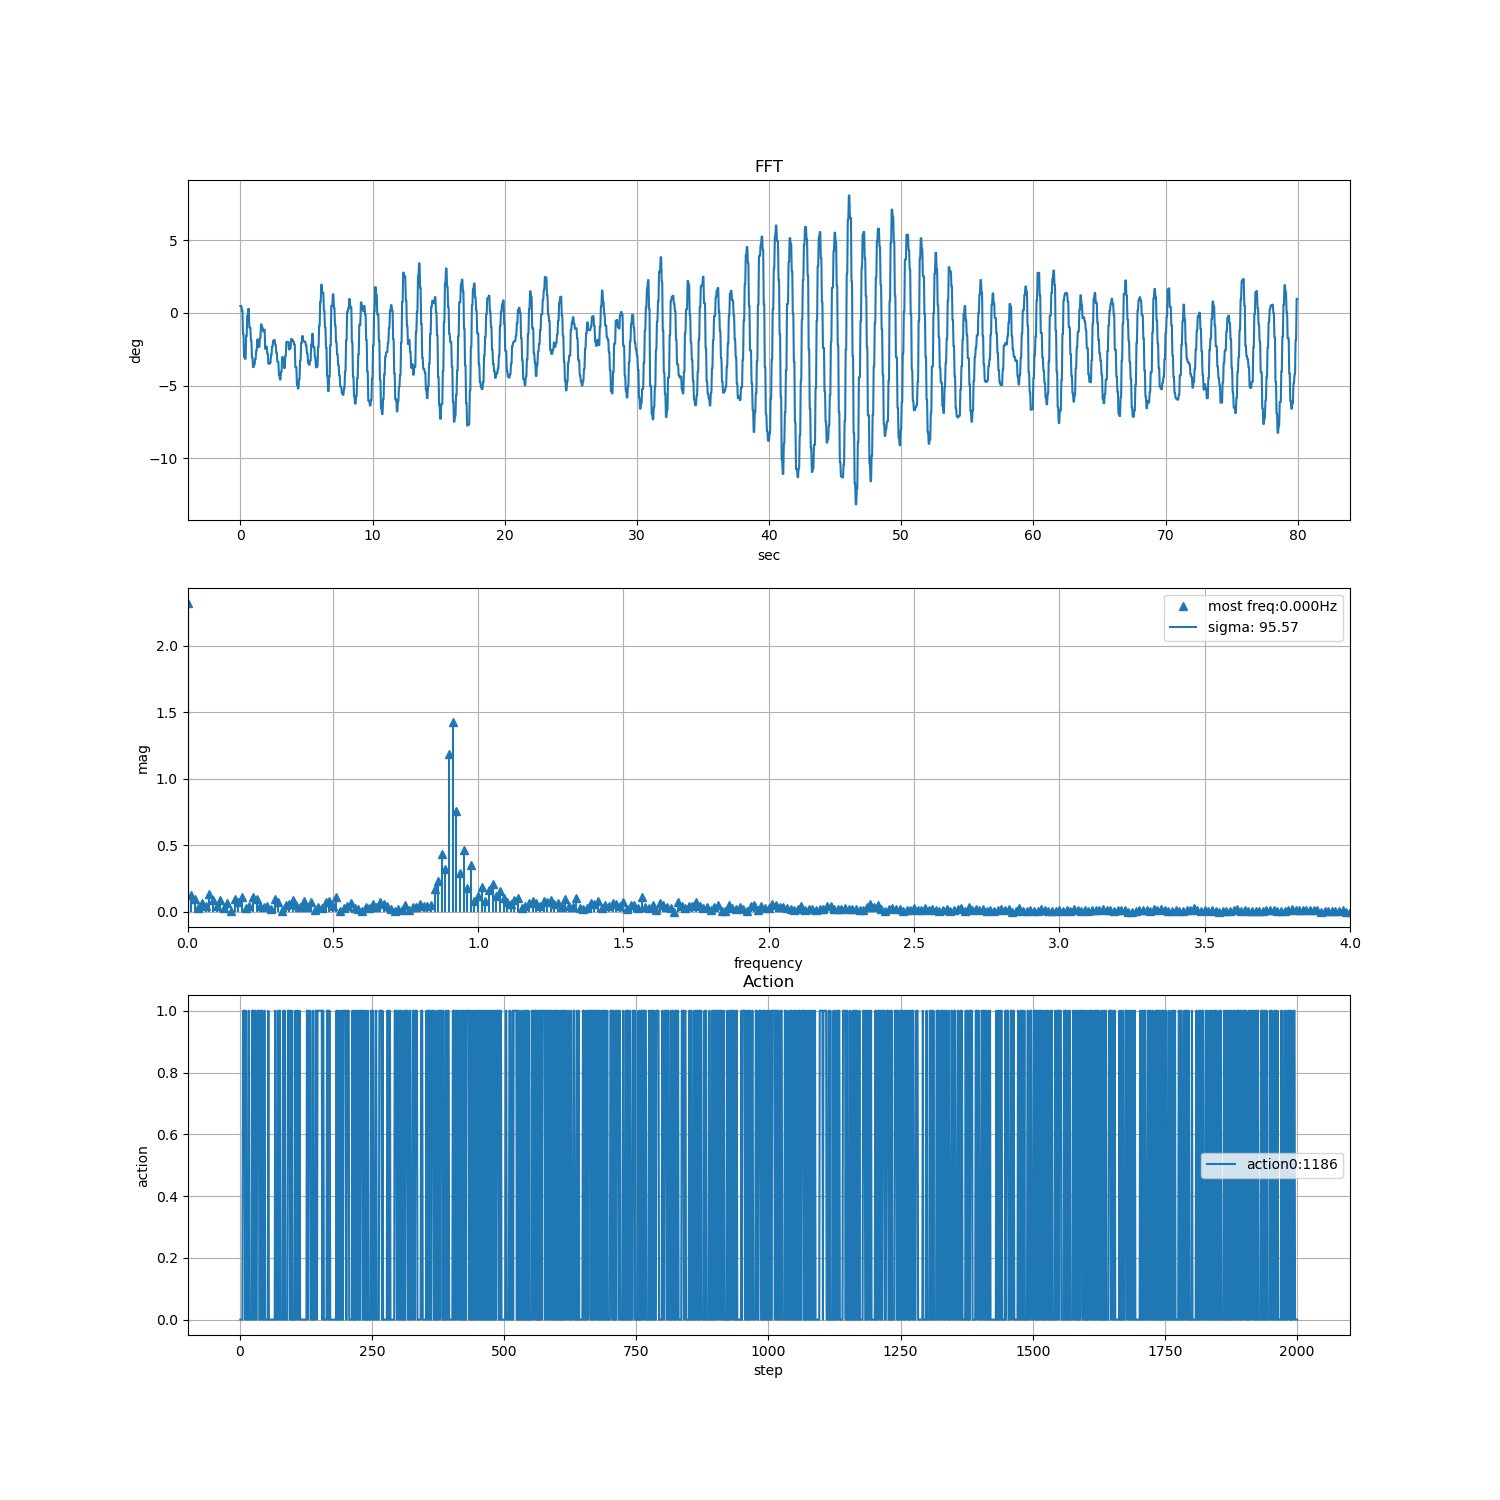 FFT
5
0
−5
−10
deg
0 10 20 30 40 50 60 70 80
sec
most freq:0.000Hz
sigma: 95.57
2.0
1.5
1.0
0.5
0.0
mag
0.0 0.5 1.0 1.5 2.0 2.5 3.0 3.5 4.0
frequency
Action
1.0
0.8
0.6
0.4
0.2
0.0
action
action0:1186
0 250 500 750 1000 1250 1500 1750 2000
step